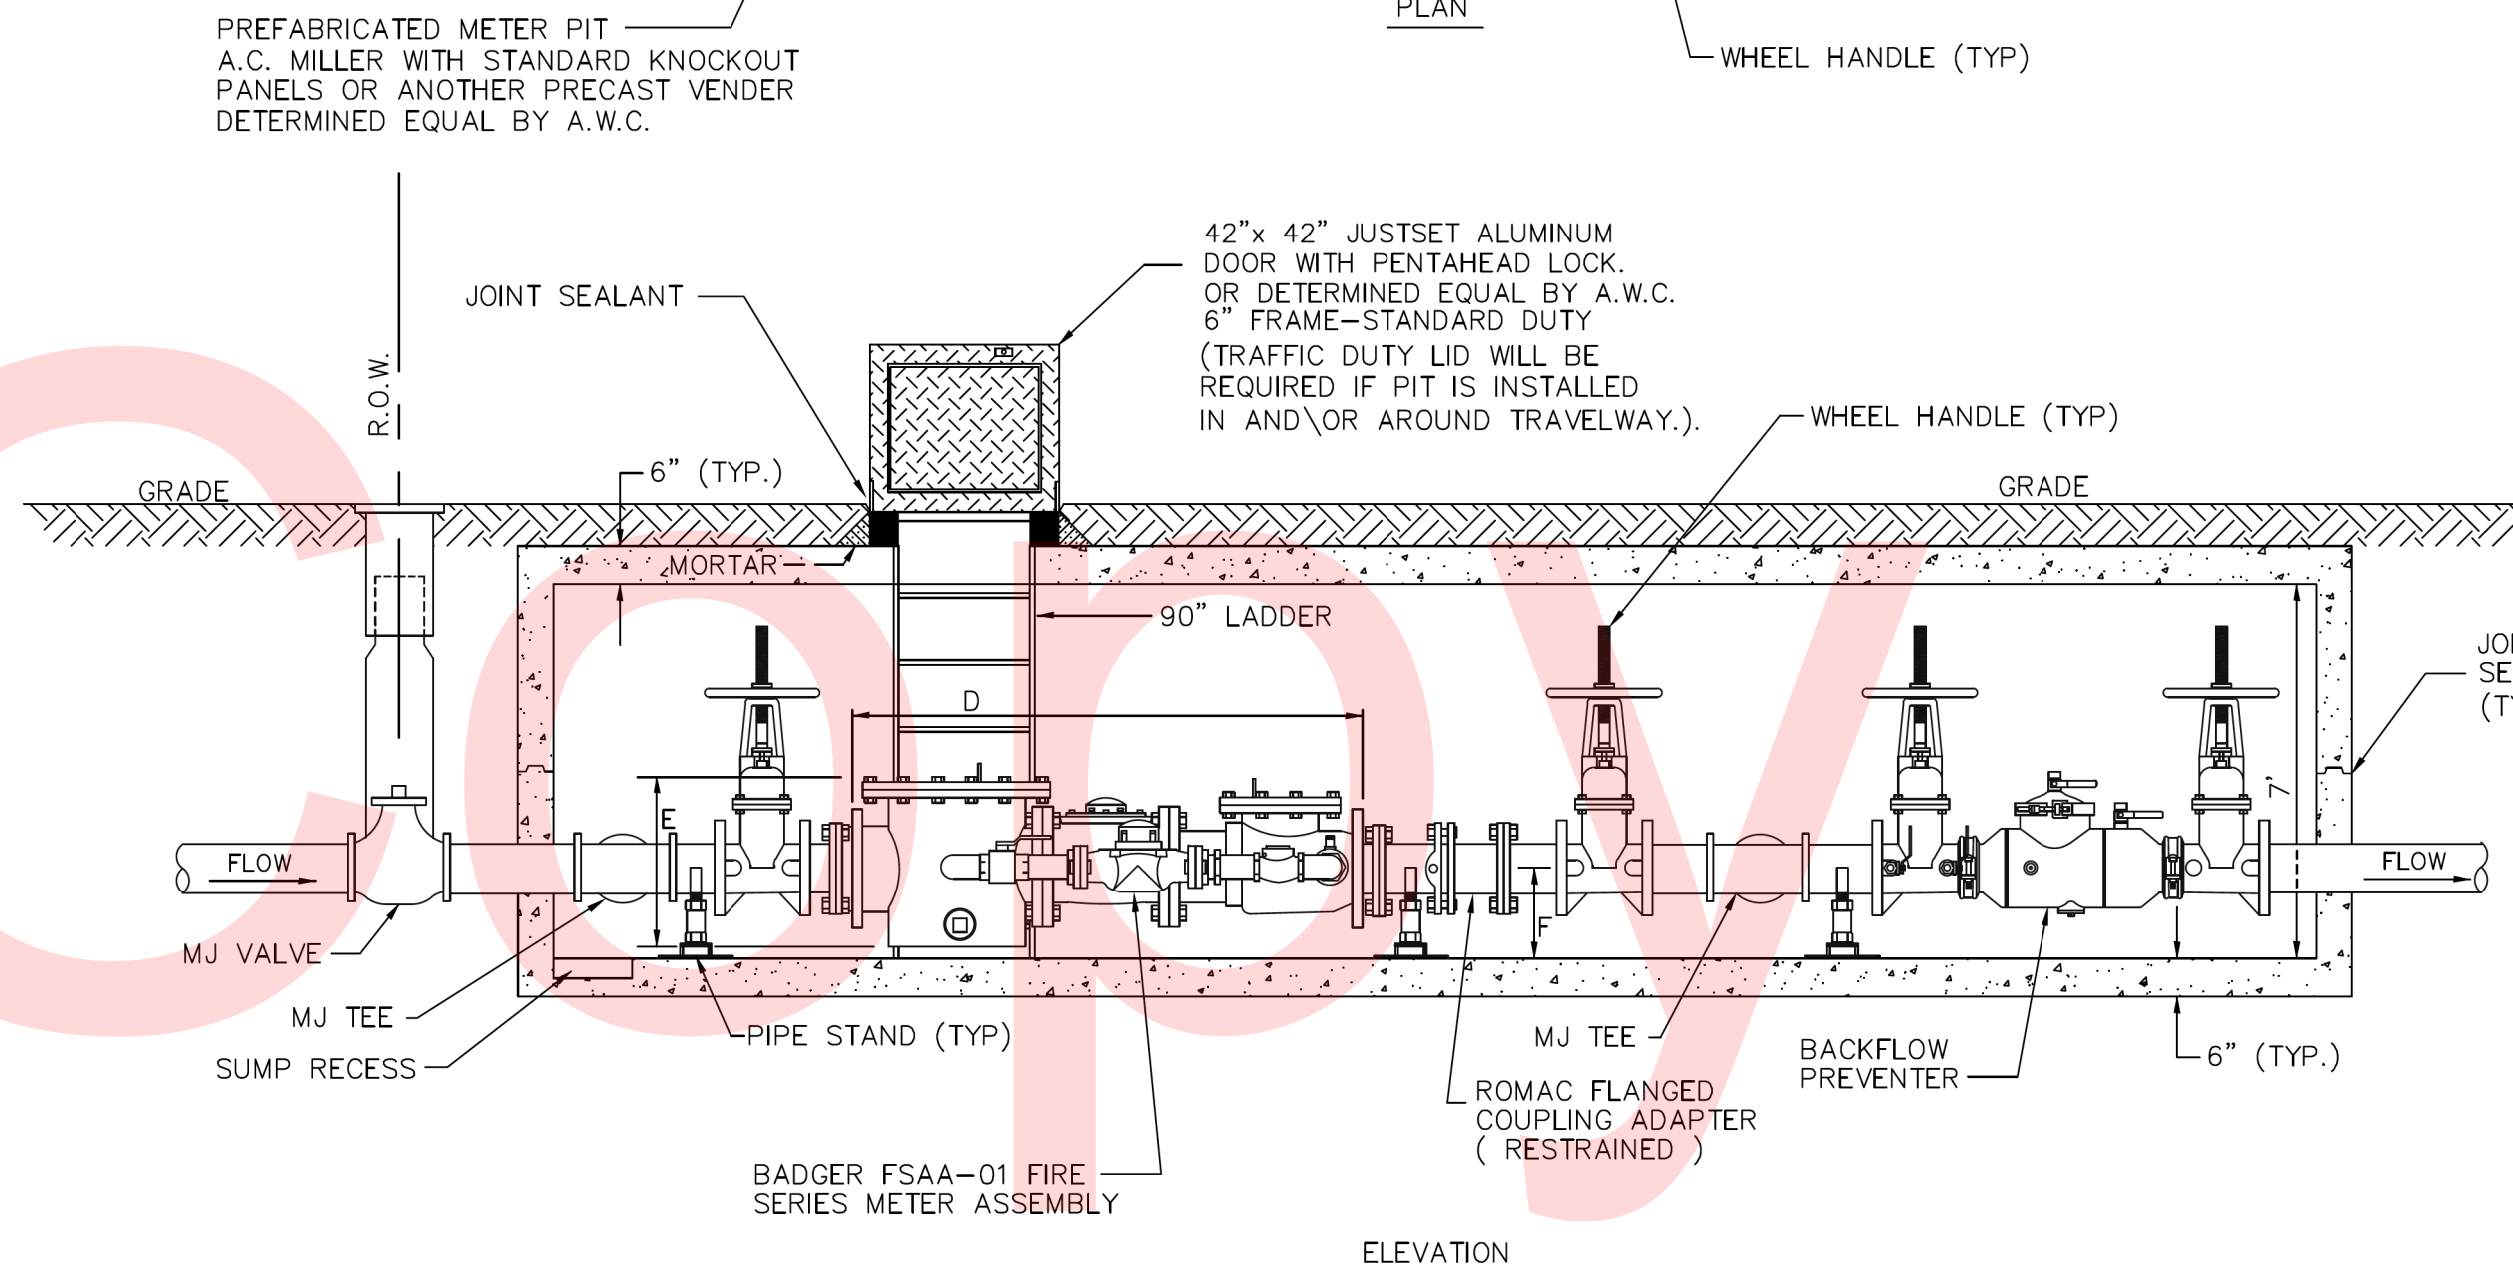 PLAN
PREFABRICATED METER PIT
A.C. MILLER WITH STANDARD KNOCKOUT
PANELS OR ANOTHER PRECAST VENDER
DETERMINED EQUAL BY A.W.C.
WHEEL HANDLE (TYP)
42"x 42" JUSTSET ALUMINUM
DOOR WITH PENTAHEAD LOCK.
OR DETERMINED EQUAL BY A.W.C.
6" FRAME-STANDARD DUTY
(TRAFFIC DUTY LID WILL BE
REQUIRED IF PIT IS INSTALLED
IN AND\OR AROUND TRAVELWAY.).
JOINT SEALANT
R.O.W.
WHEEL HANDLE (TYP)
6" (TYP.)
GRADE
GRADE
MORTAR
90" LADDER
JOI
SE
(TY
D
E
7'
FLOW
FLOW
F
MJ VALVE
MJ TEE
PIPE STAND (TYP)
SUMP RECESS
MJ TEE
BACKFLOW
PREVENTER
6" (TYP.)
ROMAC FLANGED
COUPLING ADAPTER
( RESTRAINED )
BADGER FSAA-01 FIRE
SERIES METER ASSEMBLY
ELEVATION
Copy